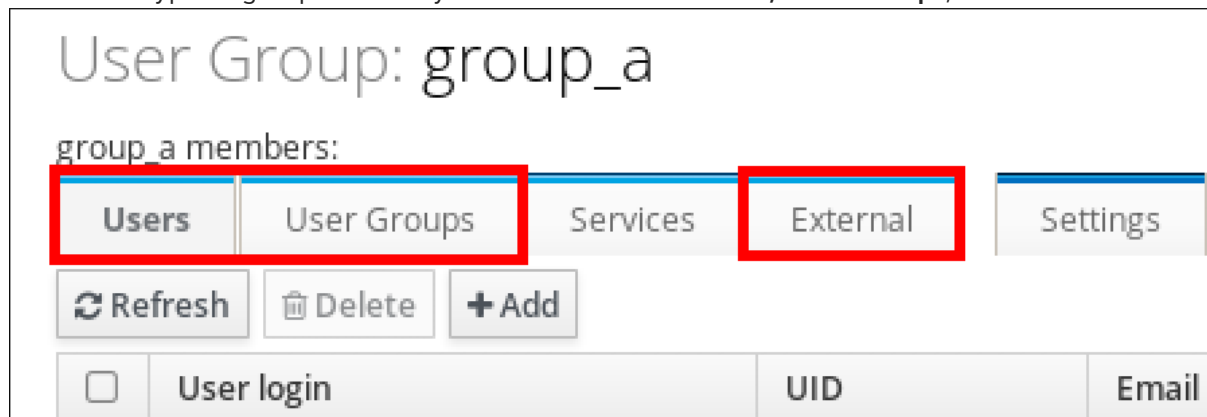 User Group: group_a
group_a members:
Users User Groups Services External Settings
Refresh Delete Add
User login UID Email